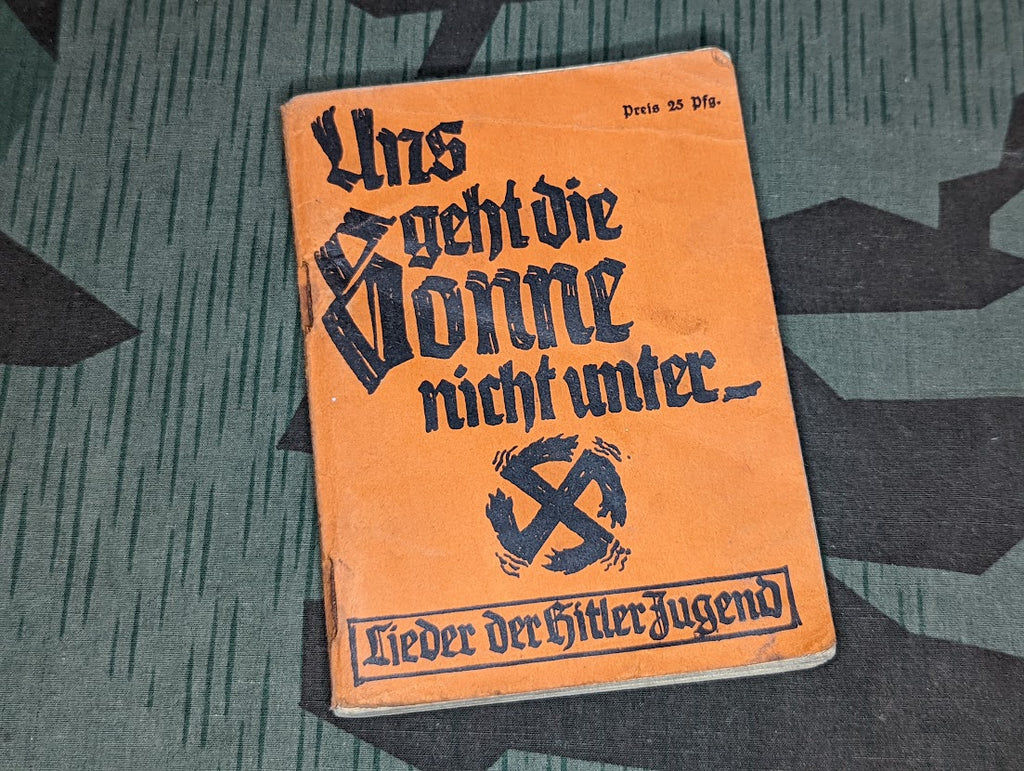 Preis 25 Pfg.
Uns
geht die
Sonne
nicht unter_
Lieder der Hitler Jugend